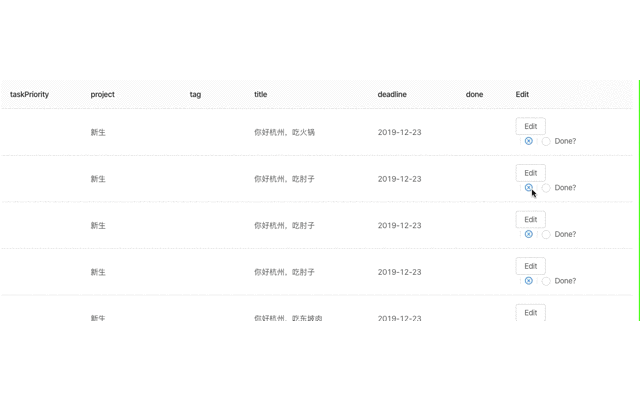 taskPriority project tag title deadline done Edit
新生 你好杭州，吃火锅 2019-12-23 Edit
Done?
新生 你好杭州，吃肘子 2019-12-23 Edit
Done?
新生 你好杭州，吃肘子 2019-12-23 Edit
Done?
新生 你好杭州，吃肘子 2019-12-23 Edit
Done?
新生 你好杭州，吃东坡肉 2019-12-23 Edit